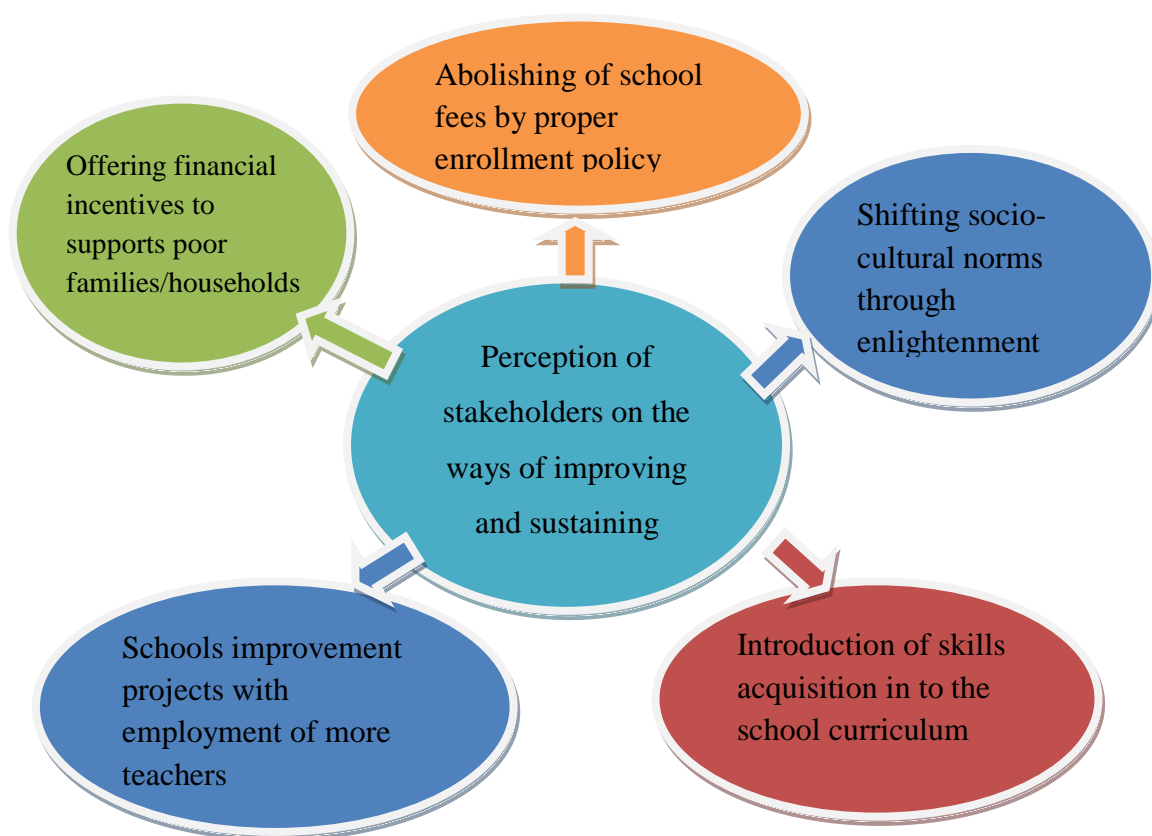 Abolishing of school
fees by proper
enrollment policy
Offering financial
incentives to
supports poor
families/households
Shifting socio-
cultural norms
through
enlightenment
Perception of
stakeholders on the
ways of improving
and sustaining
Schools improvement
projects with
employment of more
teachers
Introduction of skills
acquisition in to the
school curriculum